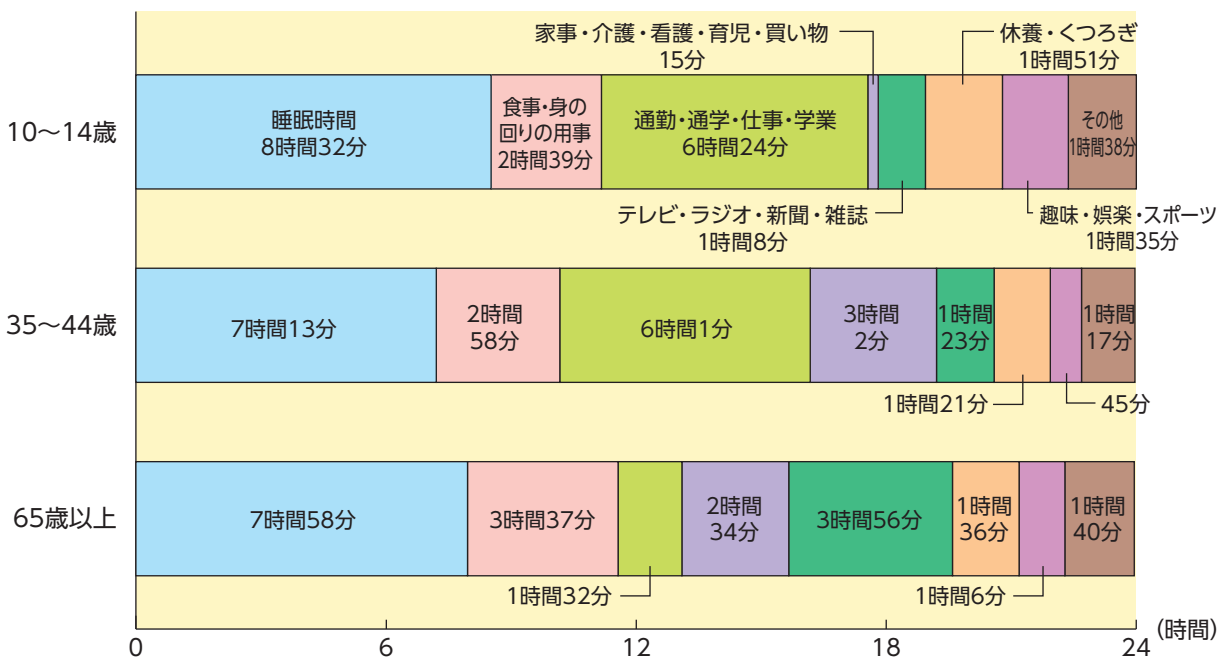 家事・介護・看護・育児・買い物
15分
休養・くつろぎ
1時間51分
10～14歳
睡眠時間
8時間32分
食事・身の
回りの用事
2時間39分
通勤・通学・仕事・学業
6時間24分
その他
1時間38分
テレビ・ラジオ・新聞・雑誌
1時間8分
趣味・娯楽・スポーツ
1時間35分
35～44歳
7時間13分
2時間
58分
6時間1分
3時間
2分
1時間
23分
1時間
17分
1時間21分
45分
65歳以上
7時間58分
3時間37分
2時間
34分
3時間56分
1時間
36分
1時間
40分
1時間32分
1時間6分
0
6
12
18
24
(時間)